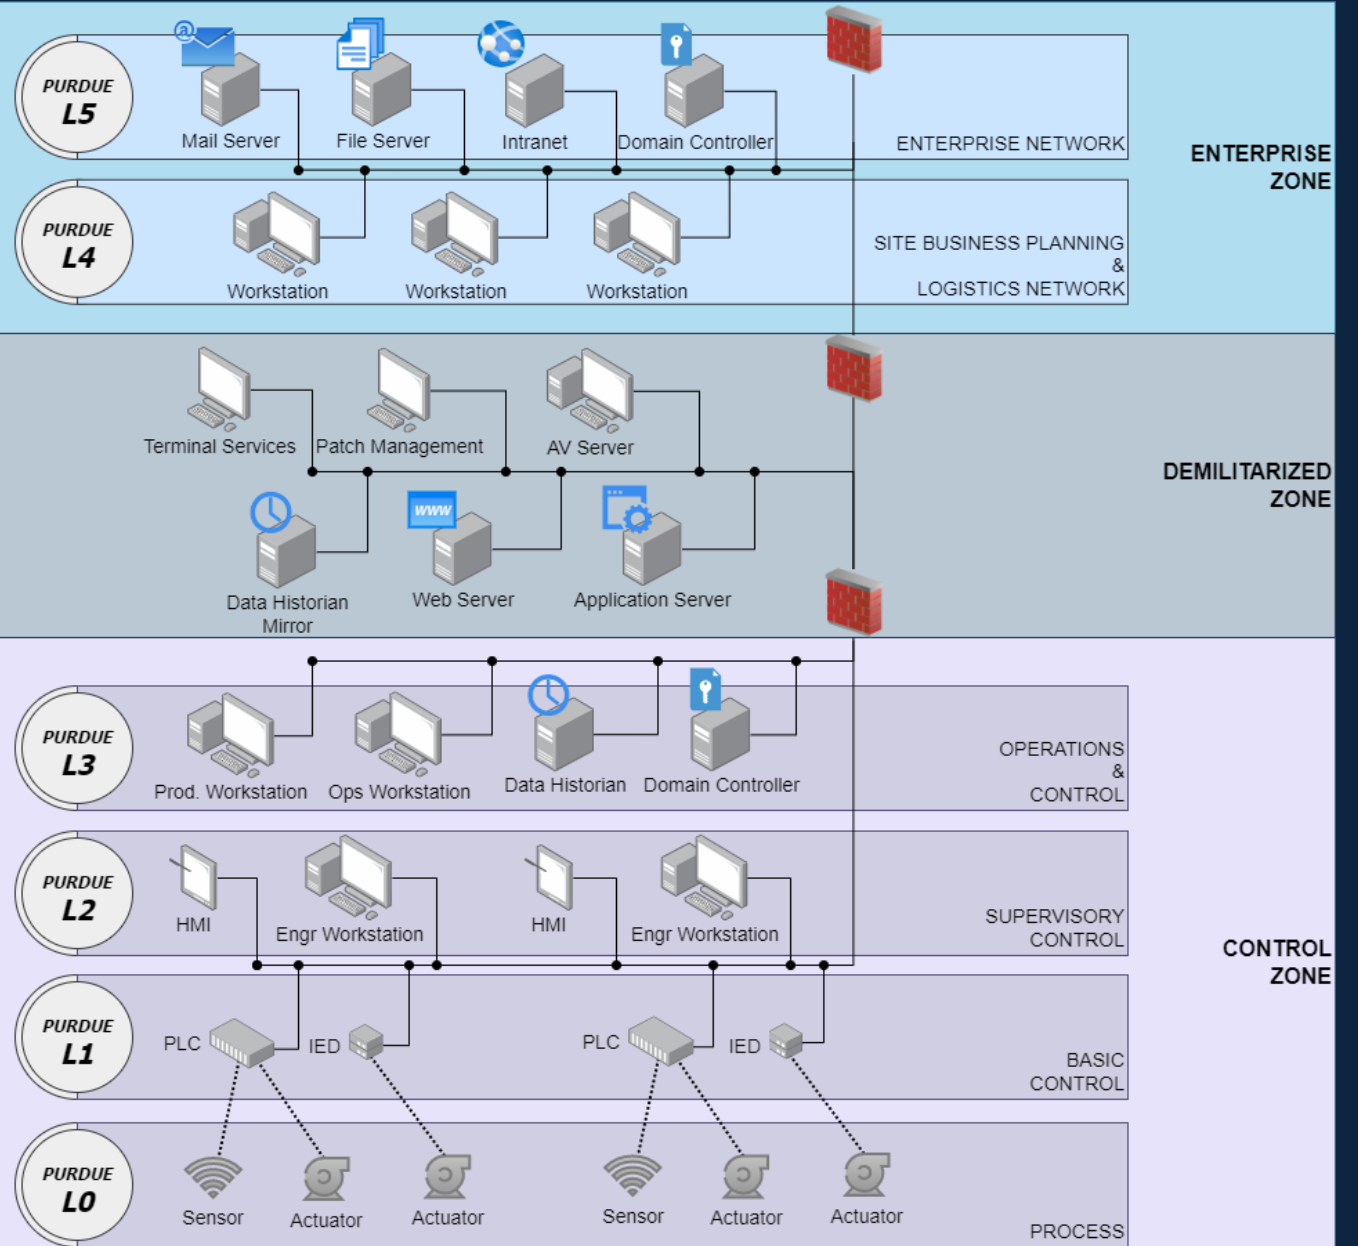 PURDUE
L5
@
Mail Server
File Server
Intranet
Domain Controller
ENTERPRISE NETWORK
ENTERPRISE
ZONE
PURDUE
L4
Workstation
Workstation
Workstation
SITE BUSINESS PLANNING
&
LOGISTICS NETWORK
Terminal Services
Patch Management
AV Server
DEMILITARIZED
ZONE
www
Data Historian
Mirror
Web Server
Application Server
PURDUE
L3
Prod. Workstation
Ops Workstation
Data Historian
Domain Controller
OPERATIONS
&
CONTROL
PURDUE
L2
HMI
Engr Workstation
HMI
Engr Workstation
SUPERVISORY
CONTROL
CONTROL
ZONE
PURDUE
L1
PLC
IED
PLC
IED
BASIC
CONTROL
PURDUE
L0
Sensor
Actuator
Actuator
Sensor
Actuator
Actuator
PROCESS